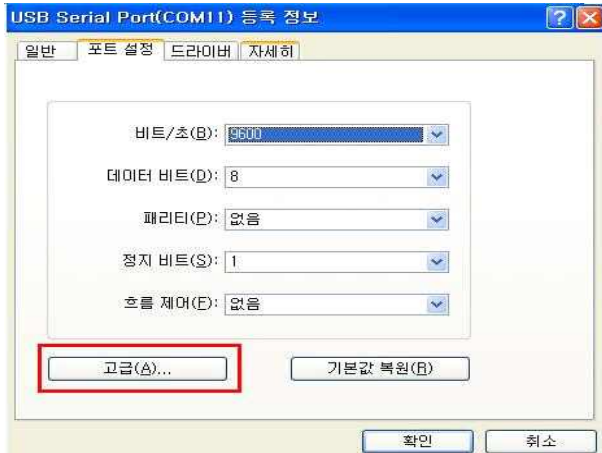 USB Serial Port(COM11) 등록 정보
일반 포트 설정 드라이버 자세히
비트/초(B): 9600
데이터 비트(D): 8
패리티(P): 없음
정지 비트(S): 1
흐름 제어(F): 없음
고급(A)... 기본값 복원(R)
확인 취소